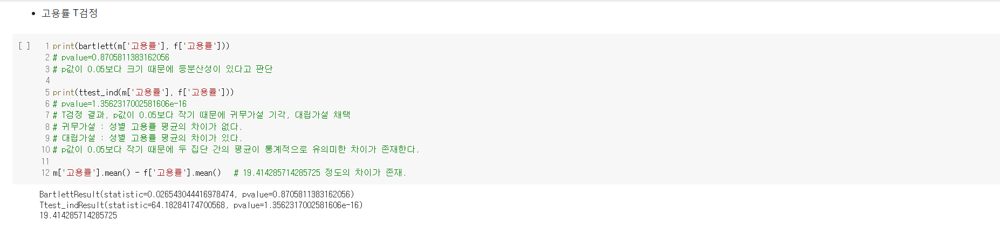 • 고용률 T검정
[ ] 1 print(bartlett(m['고용률'], f['고용률']))
2 # pvalue=0.8705811383162056
3 # p값이 0.05보다 크기 때문에 등분산성이 있다고 판단
4
5 print(ttest_ind(m['고용률'], f['고용률']))
6 # pvalue=1.3562317002581606e-16
7 # T검정 결과, p값이 0.05보다 작기 때문에 귀무가설 기각, 대립가설 채택
8 # 귀무가설 : 성별 고용률 평균의 차이가 없다.
9 # 대립가설 : 성별 고용률 평균의 차이가 있다.
10 # p값이 0.05보다 작기 때문에 두 집단 간의 평균이 통계적으로 유의미한 차이가 존재한다.
11
12 m['고용률'].mean() - f['고용률'].mean()   # 19.414285714285725 정도의 차이가 존재.
BartlettResult(statistic=0.026543044416978474, pvalue=0.8705811383162056)
Ttest_indResult(statistic=64.18284174700568, pvalue=1.3562317002581606e-16)
19.414285714285725